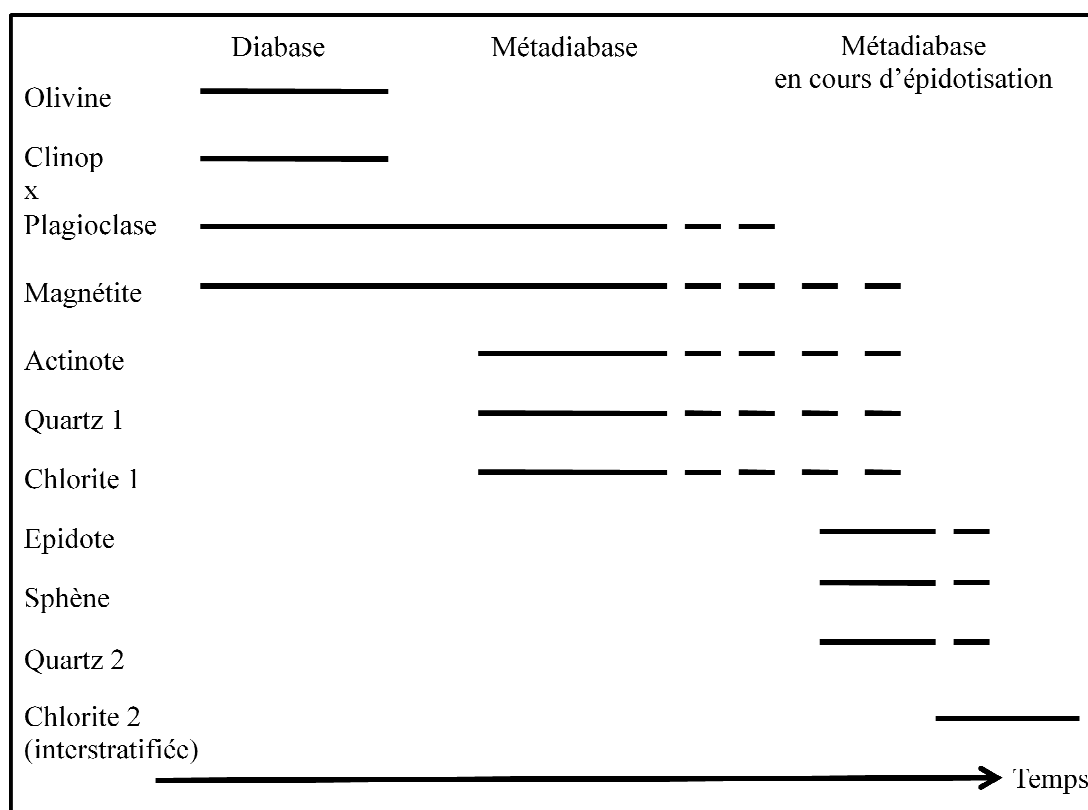 Diabase
Métadiabase
Métadiabase
en cours d’épidotisation
Olivine
Clinop
x
Plagioclase
Magnétite
Actinote
Quartz 1
Chlorite 1
Epidote
Sphène
Quartz 2
Chlorite 2
(interstratifiée)
Temps